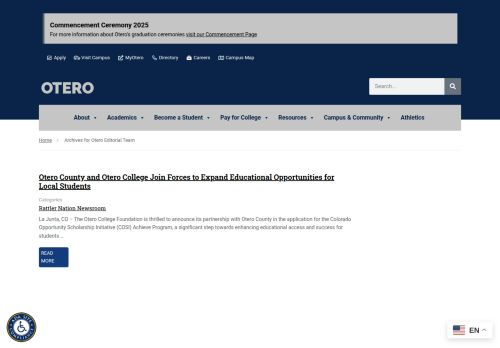 Commencement Ceremony 2025
For more information about Otero's graduation ceremonies visit our Commencement Page
Apply Visit Campus MyOtero Directory Careers Campus Map
OTERO
Search...
About Academics Become a Student Pay for College Resources Campus & Community Athletics
Home › Archives for Otero Editorial Team
Otero County and Otero College Join Forces to Expand Educational Opportunities for
Local Students
Categories
Rattler Nation Newsroom
La Junta, CO – The Otero College Foundation is thrilled to announce its partnership with Otero County in the application for the Colorado
Opportunity Scholarship Initiative (COSI) Achieve Program, a significant step towards enhancing educational access and success for
students ...
READ
MORE
EN